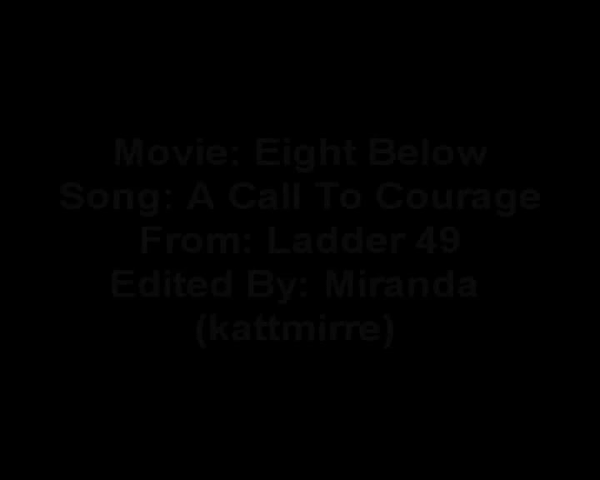 Movie: Eight Below
Song: A Call To Courage
From: Ladder 49
Edited By: Miranda
(kattmirre)